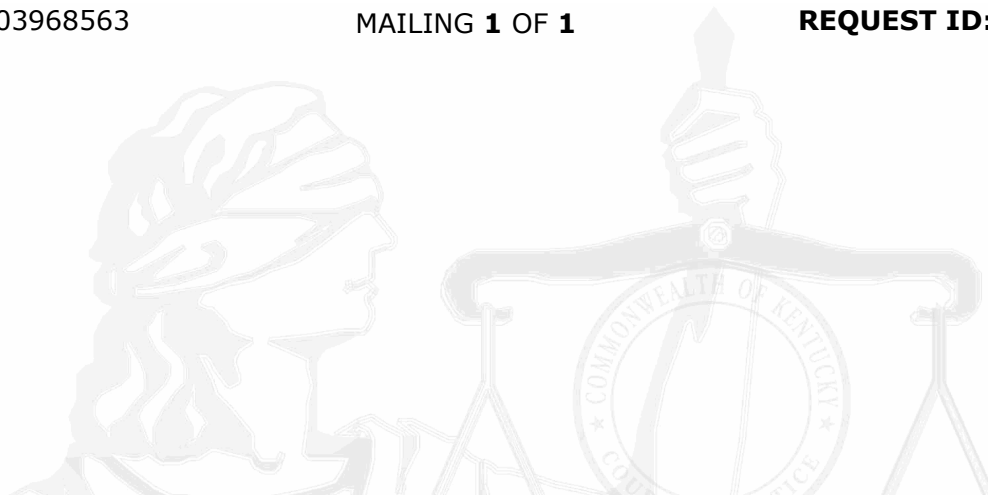 03968563 MAILING 1 OF 1 REQUEST ID:
COMMONWEALTH OF KENTUCKY